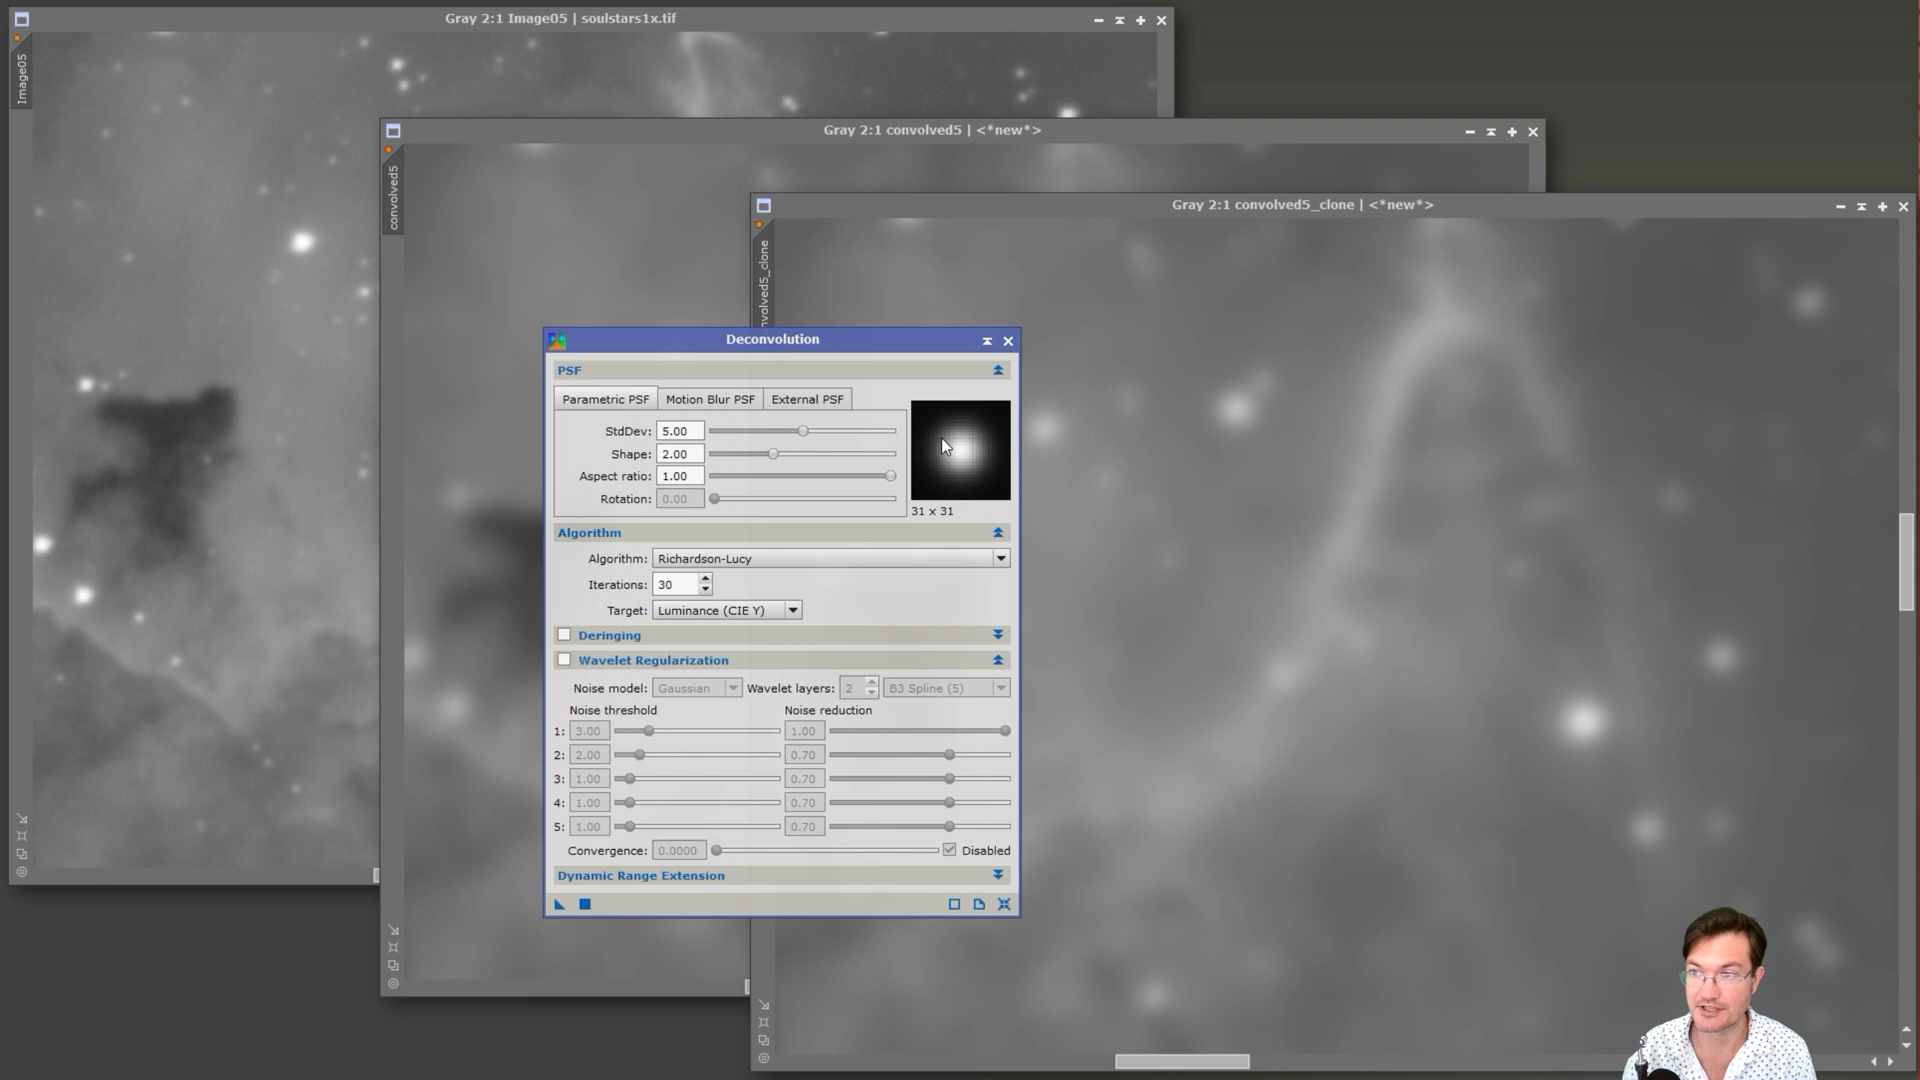 Gray 2:1 Image05 | soulstars1x.tif
Image05
Gray 2:1 convolved5 | <*new*>
convolved5
Gray 2:1 convolved5_clone | <*new*>
nvolved5_clone
Deconvolution
PSF
Parametric PSF Motion Blur PSF External PSF
StdDev: 5.00
Shape: 2.00
Aspect ratio: 1.00
Rotation: 0.00
31 x 31
Algorithm
Algorithm: Richardson-Lucy
Iterations: 30
Target: Luminance (CIE Y)
Deringing
Wavelet Regularization
Noise model: Gaussian Wavelet layers: 2 B3 Spline (5)
Noise threshold Noise reduction
1: 3.00 1.00
2: 2.00 0.70
3: 1.00 0.70
4: 1.00 0.70
5: 1.00 0.70
Convergence: 0.0000 Disabled
Dynamic Range Extension